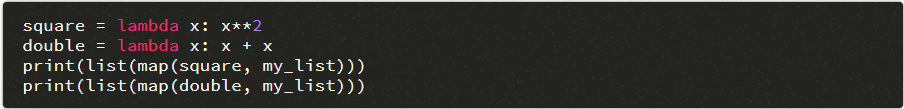 square = lambda x: x**2
double = lambda x: x + x
print(list(map(square, my_list)))
print(list(map(double, my_list)))